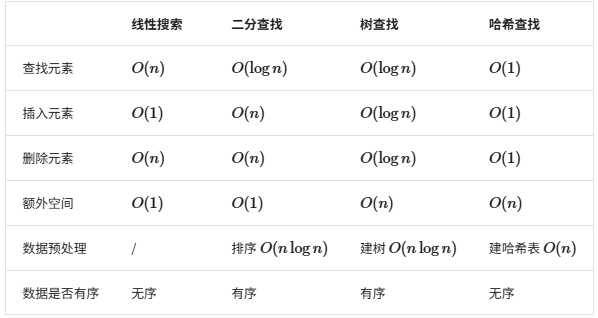 线性搜索 二分查找 树查找 哈希查找
查找元素 O(n) O(log n) O(log n) O(1)
插入元素 O(1) O(n) O(log n) O(1)
删除元素 O(n) O(n) O(log n) O(1)
额外空间 O(1) O(1) O(n) O(n)
数据预处理 / 排序 O(n log n) 建树 O(n log n) 建哈希表 O(n)
数据是否有序 无序 有序 有序 无序